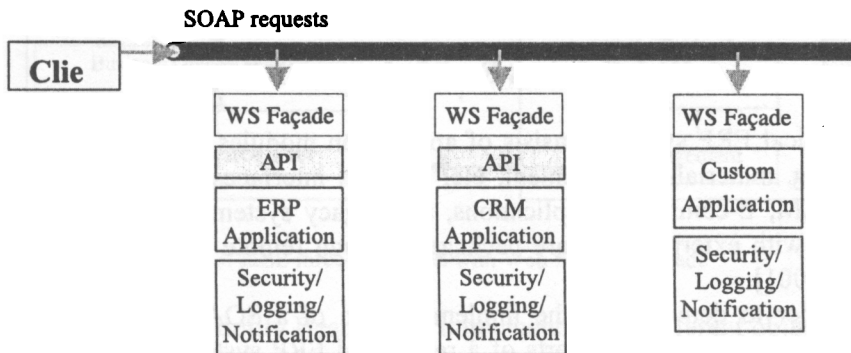 SOAP requests
Clie
WS Façade
API
ERP
Application
Security/
Logging/
Notification
WS Façade
API
CRM
Application
Security/
Logging/
Notification
WS Façade
Custom
Application
Security/
Logging/
Notification